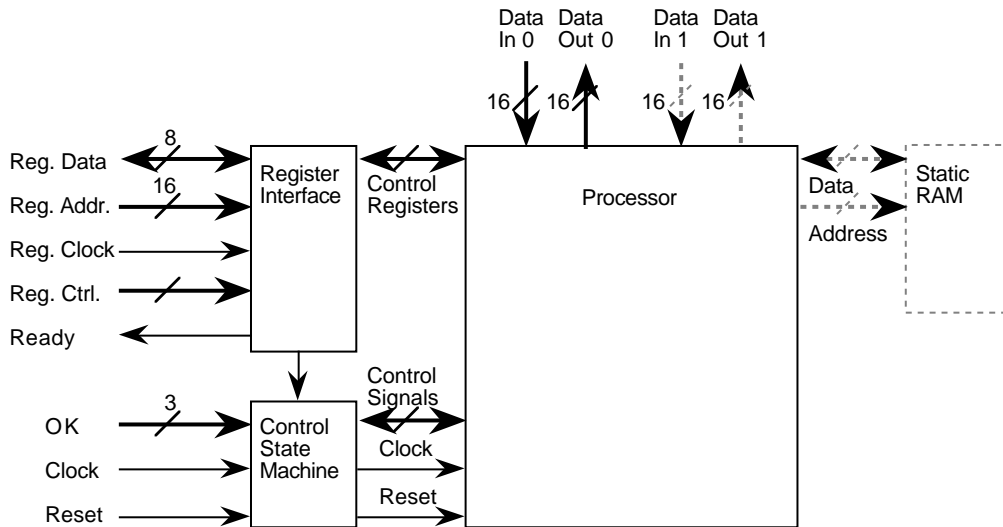 Data In 0
Data Out 0
Data In 1
Data Out 1
16
16
16
16
Reg. Data
8
Reg. Addr.
16
Reg. Clock
Reg. Ctrl.
Ready
Register
Interface
Control
Registers
Processor
Data
Address
Static
RAM
OK
3
Clock
Reset
Control
State
Machine
Control
Signals
Clock
Reset